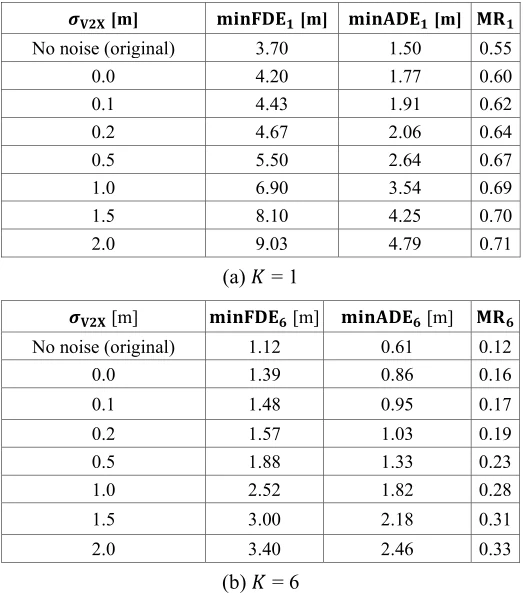 σV2X [m] minFDE1 [m] minADE1 [m] MR1
No noise (original) 3.70 1.50 0.55
0.0 4.20 1.77 0.60
0.1 4.43 1.91 0.62
0.2 4.67 2.06 0.64
0.5 5.50 2.64 0.67
1.0 6.90 3.54 0.69
1.5 8.10 4.25 0.70
2.0 9.03 4.79 0.71
(a) K = 1
σV2X [m] minFDE6 [m] minADE6 [m] MR6
No noise (original) 1.12 0.61 0.12
0.0 1.39 0.86 0.16
0.1 1.48 0.95 0.17
0.2 1.57 1.03 0.19
0.5 1.88 1.33 0.23
1.0 2.52 1.82 0.28
1.5 3.00 2.18 0.31
2.0 3.40 2.46 0.33
(b) K = 6